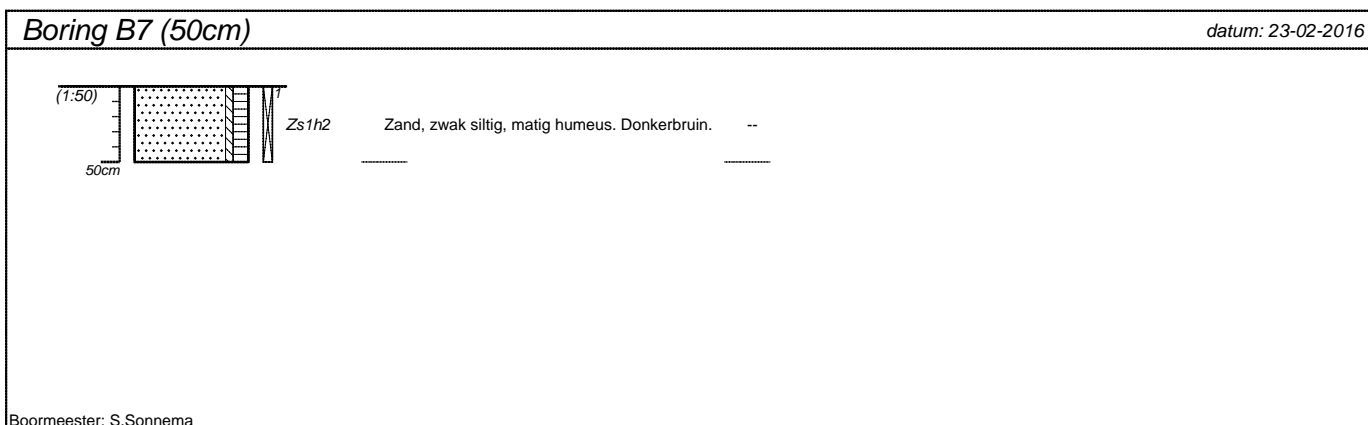 Boring B7 (50cm)
datum: 23-02-2016
(1:50)
1
Zs1h2
Zand, zwak siltig, matig humeus. Donkerbruin.
--
50cm
Boormeester: S.Sonnema